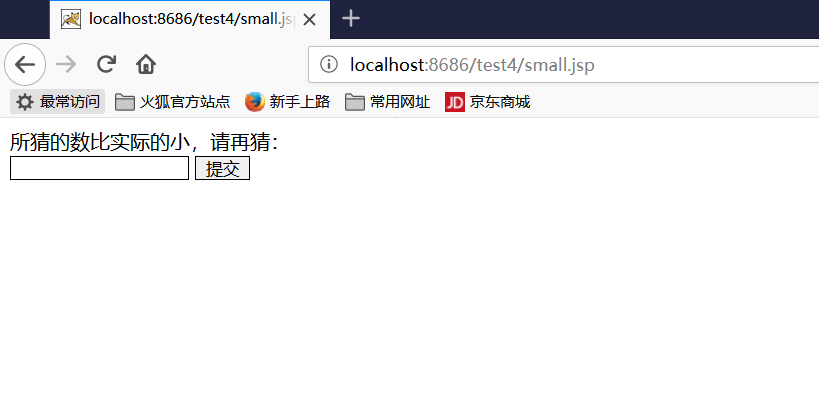 localhost:8686/test4/small.js
localhost:8686/test4/small.jsp
最常访问 火狐官方站点 新手上路 常用网址 JD 京东商城
所猜的数比实际的小，请再猜：
提交